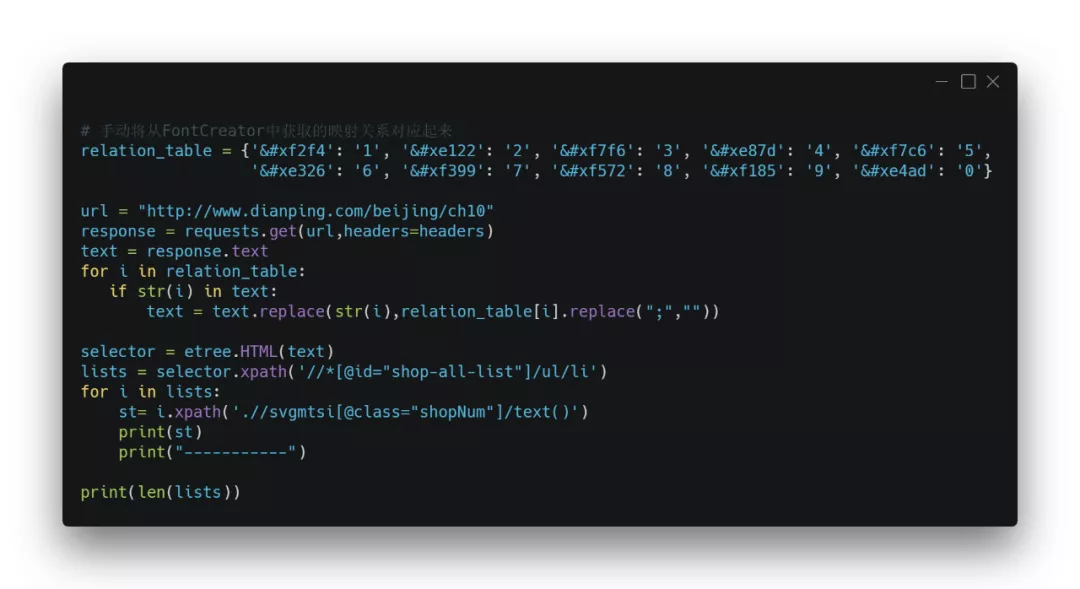 # 手动将从FontCreator中获取的映射关系对应起来
relation_table = {'&#xf2f4': '1', '&#xe122': '2', '&#xf7f6': '3', '&#xe87d': '4', '&#xf7c6': '5',
'&#xe326': '6', '&#xf399': '7', '&#xf572': '8', '&#xf185': '9', '&#xe4ad': '0'}
url = "http://www.dianping.com/beijing/ch10"
response = requests.get(url,headers=headers)
text = response.text
for i in relation_table:
if str(i) in text:
text = text.replace(str(i),relation_table[i].replace(";",""))
selector = etree.HTML(text)
lists = selector.xpath('//*[@id="shop-all-list"]/ul/li')
for i in lists:
st= i.xpath('.//svgmtsi[@class="shopNum"]/text()')
print(st)
print("-----------")
print(len(lists))